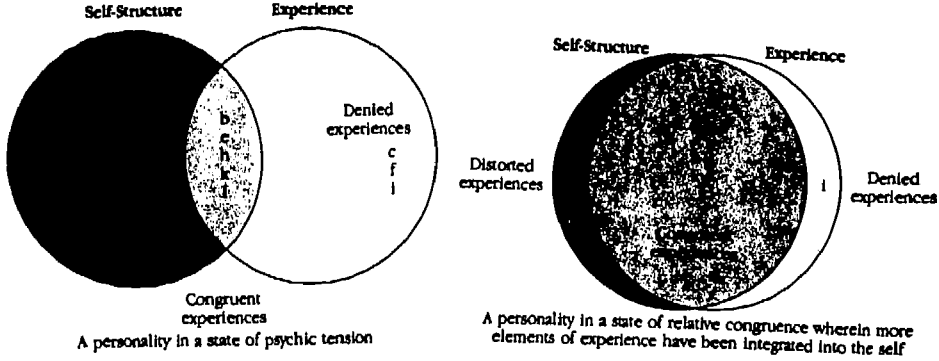 Self-Structure
Experience
b
e
h
k
l
Denied
experiences
c
f
i
Congruent
experiences
A personality in a state of psychic tension
Self-Structure
Experience
Distorted
experiences
i
Denied
experiences
A personality in a state of relative congruence wherein more
elements of experience have been integrated into the self